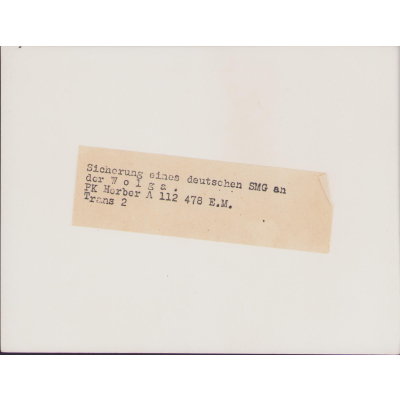 Sicherung eines deutschen SMG an
der W o l g a .
PK Herber A 112 478 E.M.
Trans 2